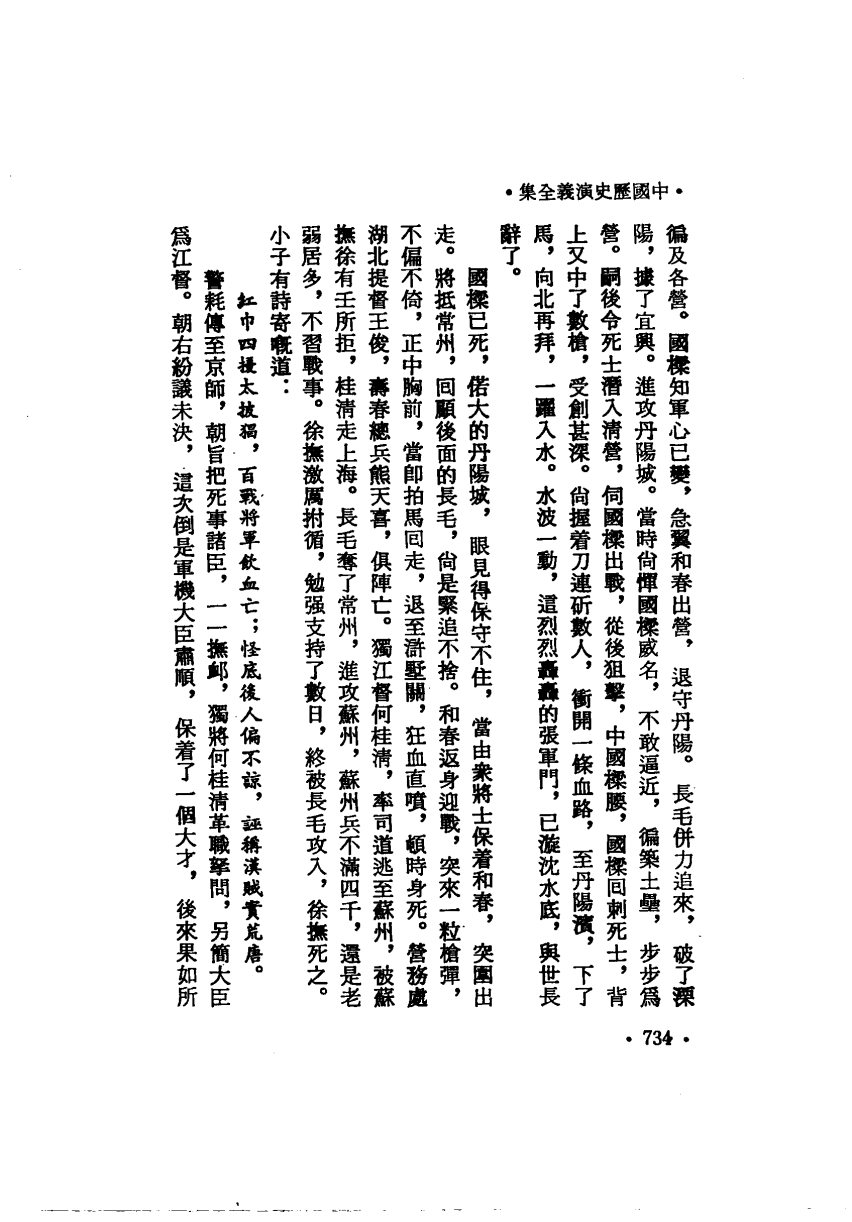 •中國歷史演義全集•
徧及各營。國樑知軍心已變，急翼和春出營，退守丹陽。長毛併力追來，破了溧
陽，據了宜興。進攻丹陽城。當時尙憚國樑威名，不敢逼近，徧築土壘，步步爲
營。嗣後令死士潛入清營，伺國樑出戰，從後狙擊，中國樑腰，國樑回刺死士，背
上又中了數槍，受創甚深。尙握着刀連斫數人，衝開一條血路，至丹陽濱，下了
馬，向北再拜，一躍入水。水波一動，這烈烈轟轟的張軍門，已漩沈水底，與世長
辭了。
國樑已死，偌大的丹陽城，眼見得保守不住，當由衆將士保着和春，突圍出
走。將抵常州，回顧後面的長毛，尙是緊追不捨。和春返身迎戰，突來一粒槍彈，
不偏不倚，正中胸前，當卽拍馬回走，退至滸墅關，狂血直噴，頓時身死。營務處
湖北提督王俊，壽春總兵熊天喜，俱陣亡。獨江督何桂清，率司道逃至蘇州，被蘇
撫徐有壬所拒，桂清走上海。長毛奪了常州，進攻蘇州，蘇州兵不滿四千，還是老
弱居多，不習戰事。徐撫激厲拊循，勉强支持了數日，終被長毛攻入，徐撫死之。
小子有詩寄嘅道：
紅巾四擾太披猖，百戰將軍飲血亡；怪底後人偏不諒，誣稱漢賊實荒唐。
警耗傳至京師，朝旨把死事諸臣，一一撫卹，獨將何桂清革職拏問，另簡大臣
爲江督。朝右紛議未決，這次倒是軍機大臣肅順，保着了一個大才，後來果如所
•734•